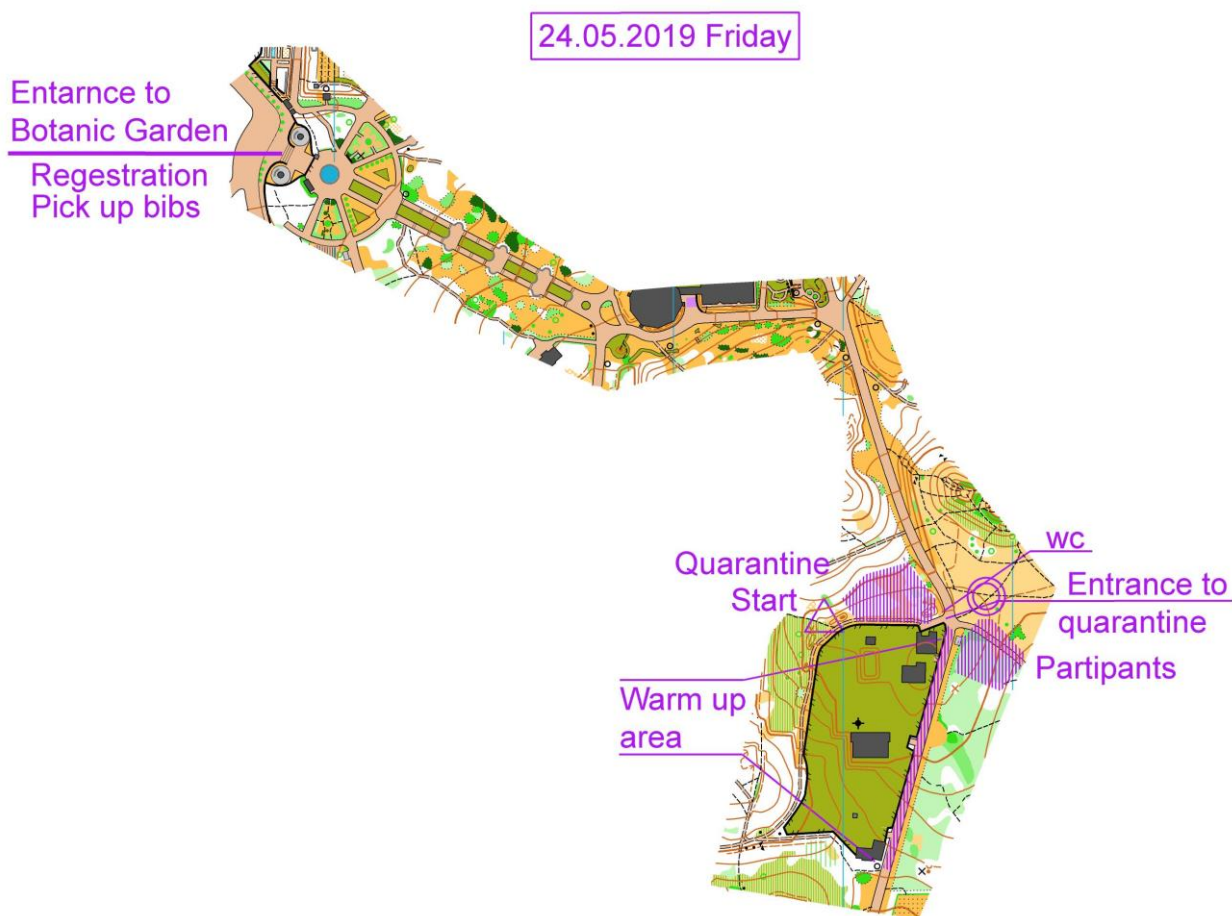 24.05.2019 Friday
Entarnce to
Botanic Garden
Regestration
Pick up bibs
Quarantine
Start
wc
Entrance to
quarantine
Partipants
Warm up
area